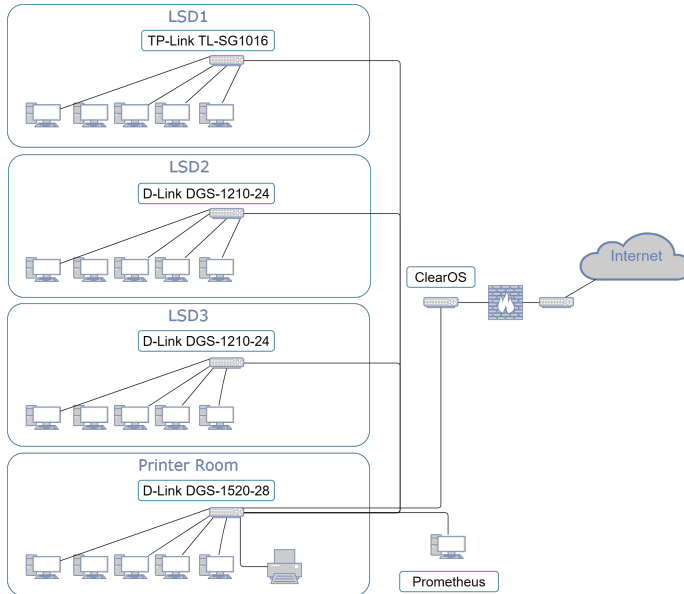 LSD1
TP-Link TL-SG1016
LSD2
D-Link DGS-1210-24
LSD3
D-Link DGS-1210-24
Printer Room
D-Link DGS-1520-28
ClearOS
Internet
Prometheus